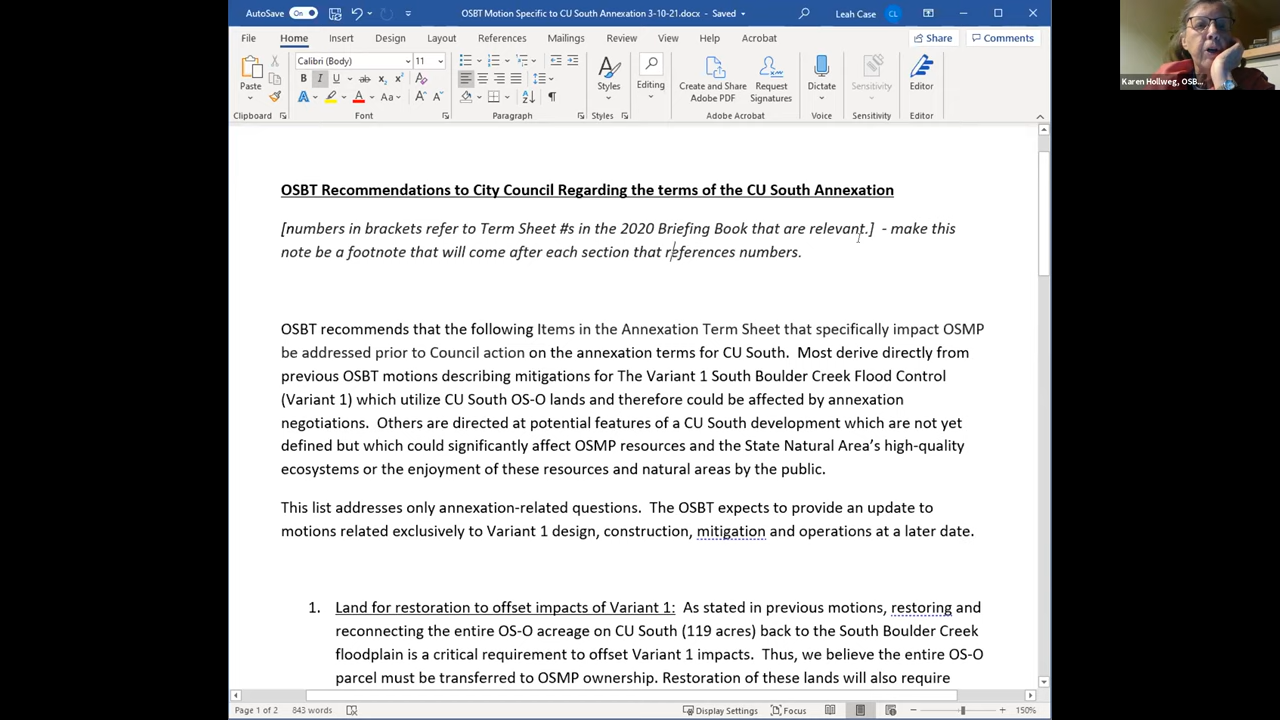 AutoSave On OSBT Motion Specific to CU South Annexation 3-10-21.docx - Saved Leah Case CL
File Home Insert Design Layout References Mailings Review View Help Acrobat Share Comments
Calibri (Body) 11
Paste B I U ab x₂ x² A Aa A A Styles Editing Create and Share Adobe PDF Request Signatures Dictate Sensitivity Editor
Clipboard Font Paragraph Styles Adobe Acrobat Voice Sensitivity Editor
Karen Hollweg, OSB...
OSBT Recommendations to City Council Regarding the terms of the CU South Annexation
[numbers in brackets refer to Term Sheet #s in the 2020 Briefing Book that are relevant.] - make this
note be a footnote that will come after each section that references numbers.
OSBT recommends that the following Items in the Annexation Term Sheet that specifically impact OSMP
be addressed prior to Council action on the annexation terms for CU South. Most derive directly from
previous OSBT motions describing mitigations for The Variant 1 South Boulder Creek Flood Control
(Variant 1) which utilize CU South OS-O lands and therefore could be affected by annexation
negotiations. Others are directed at potential features of a CU South development which are not yet
defined but which could significantly affect OSMP resources and the State Natural Area's high-quality
ecosystems or the enjoyment of these resources and natural areas by the public.
This list addresses only annexation-related questions. The OSBT expects to provide an update to
motions related exclusively to Variant 1 design, construction, mitigation and operations at a later date.
1. Land for restoration to offset impacts of Variant 1: As stated in previous motions, restoring and
reconnecting the entire OS-O acreage on CU South (119 acres) back to the South Boulder Creek
floodplain is a critical requirement to offset Variant 1 impacts. Thus, we believe the entire OS-O
parcel must be transferred to OSMP ownership. Restoration of these lands will also require
Page 1 of 2 843 words Display Settings Focus 150%